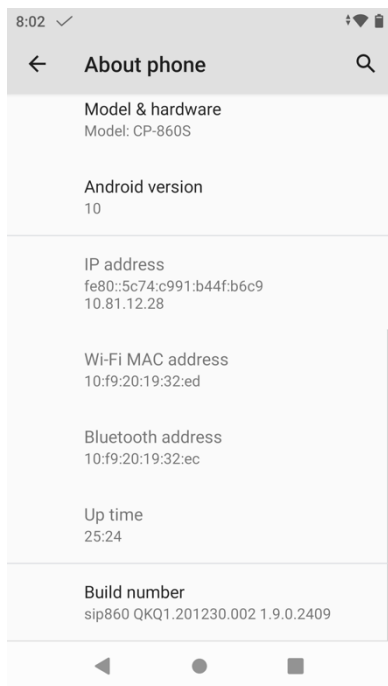 8:02
About phone
Model & hardware
Model: CP-860S
Android version
10
IP address
fe80::5c74:c991:b44f:b6c9
10.81.12.28
Wi-Fi MAC address
10:f9:20:19:32:ed
Bluetooth address
10:f9:20:19:32:ec
Up time
25:24
Build number
sip860 QKQ1.201230.002 1.9.0.2409